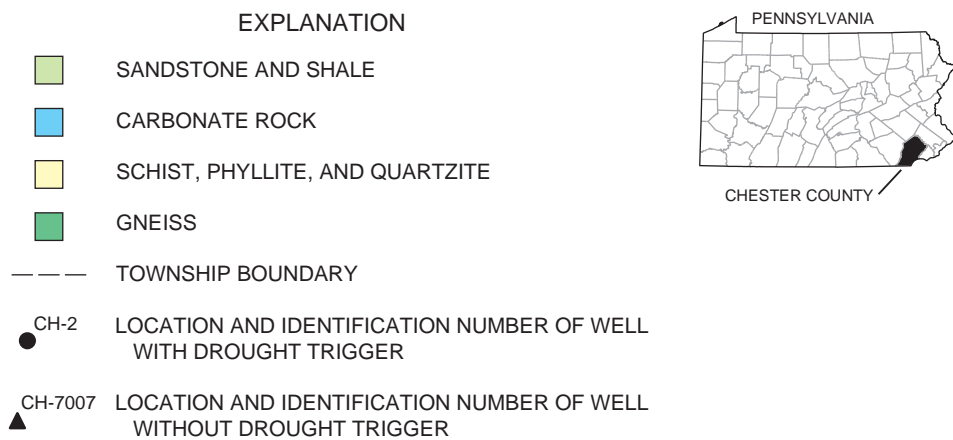 EXPLANATION
SANDSTONE AND SHALE
CARBONATE ROCK
SCHIST, PHYLLITE, AND QUARTZITE
GNEISS
TOWNSHIP BOUNDARY
CH-2 LOCATION AND IDENTIFICATION NUMBER OF WELL
WITH DROUGHT TRIGGER
CH-7007 LOCATION AND IDENTIFICATION NUMBER OF WELL
WITHOUT DROUGHT TRIGGER
PENNSYLVANIA
CHESTER COUNTY